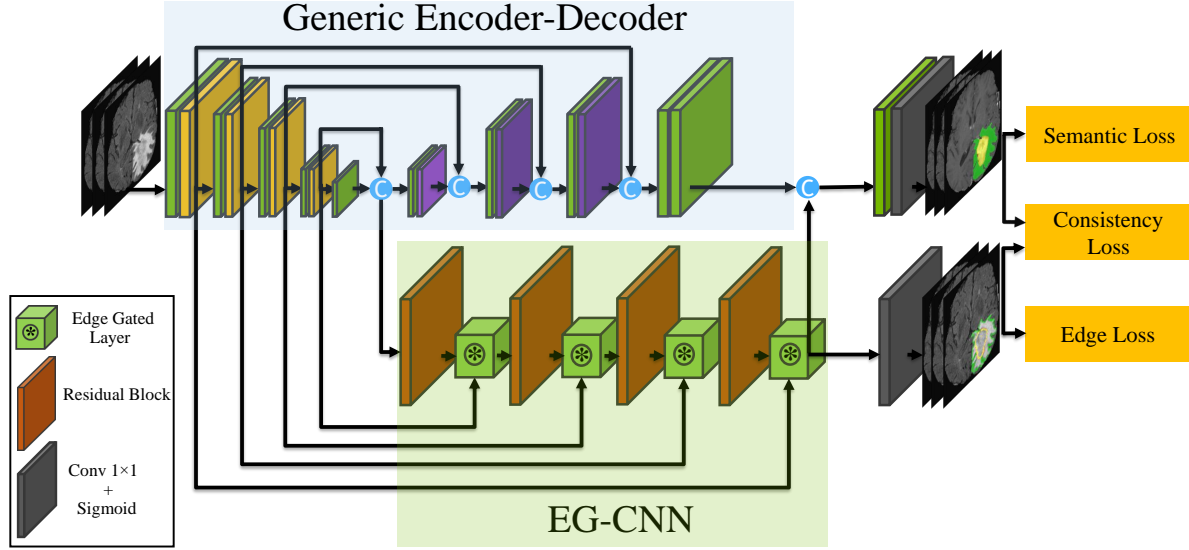 Generic Encoder-Decoder
C
C
C
C
C
Semantic Loss
Consistency
Loss
Edge Loss
Edge Gated
Layer
Residual Block
Conv 1×1
+
Sigmoid
EG-CNN